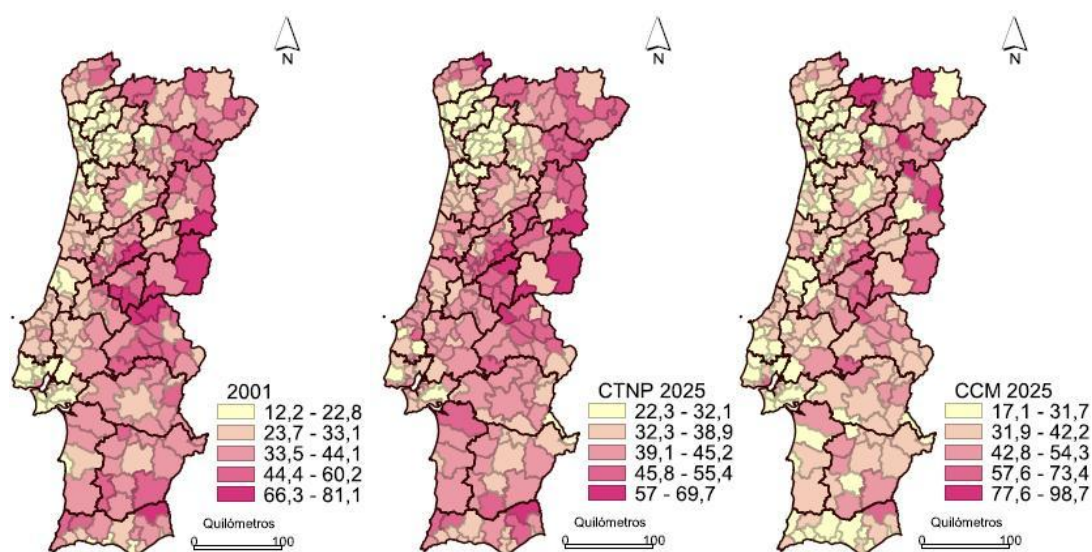 N
2001
12,2 - 22,8
23,7 - 33,1
33,5 - 44,1
44,4 - 60,2
66,3 - 81,1
Quilómetros
0 100
N
CTNP 2025
22,3 - 32,1
32,3 - 38,9
39,1 - 45,2
45,8 - 55,4
57 - 69,7
Quilómetros
0 100
N
CCM 2025
17,1 - 31,7
31,9 - 42,2
42,8 - 54,3
57,6 - 73,4
77,6 - 98,7
Quilómetros
0 100